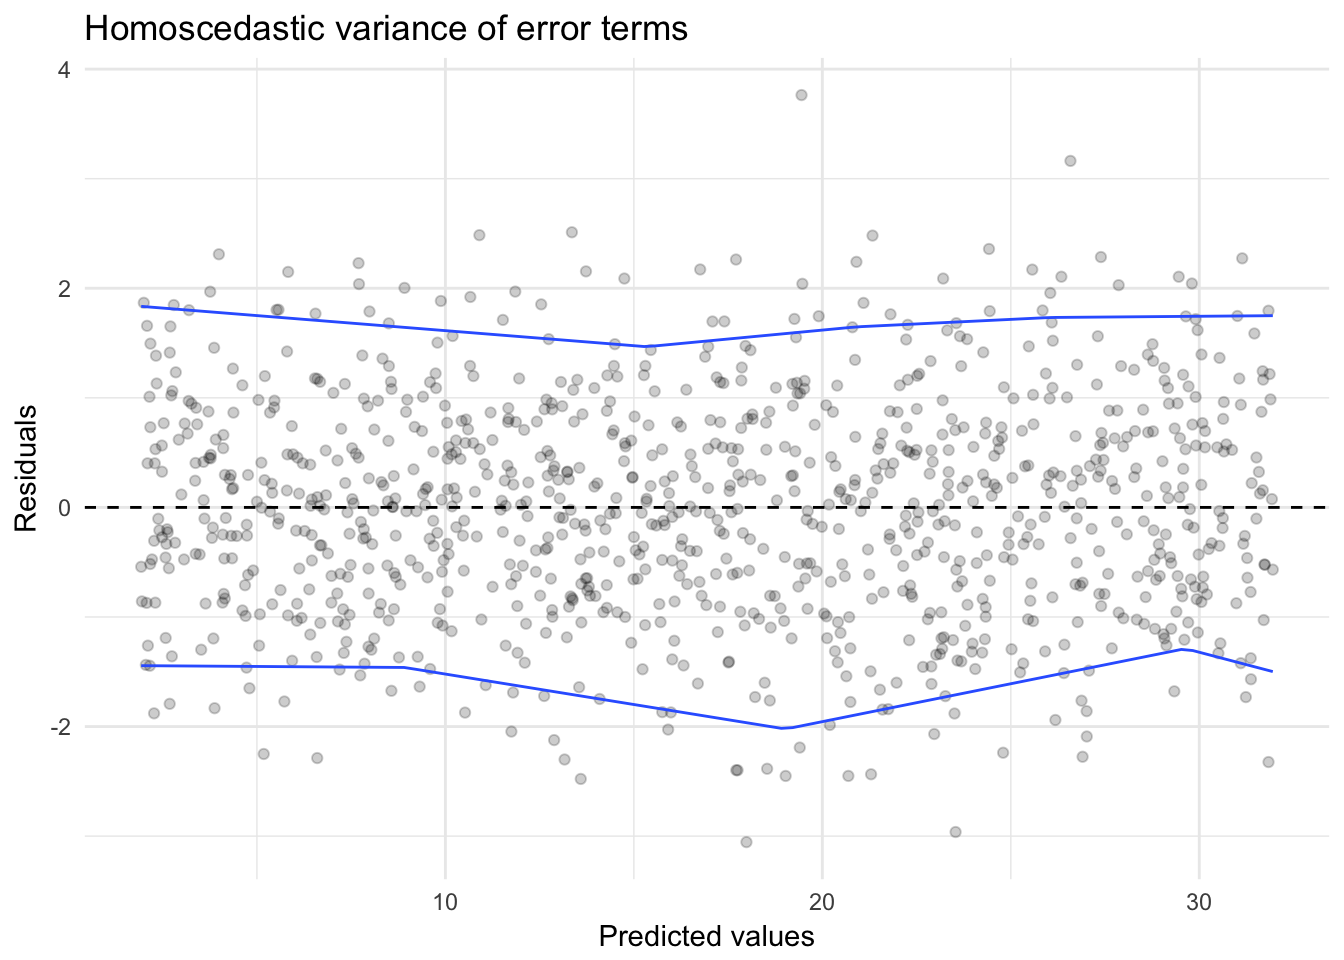 Homoscedastic variance of error terms
4
2
0
-2
Residuals
10 20 30
Predicted values